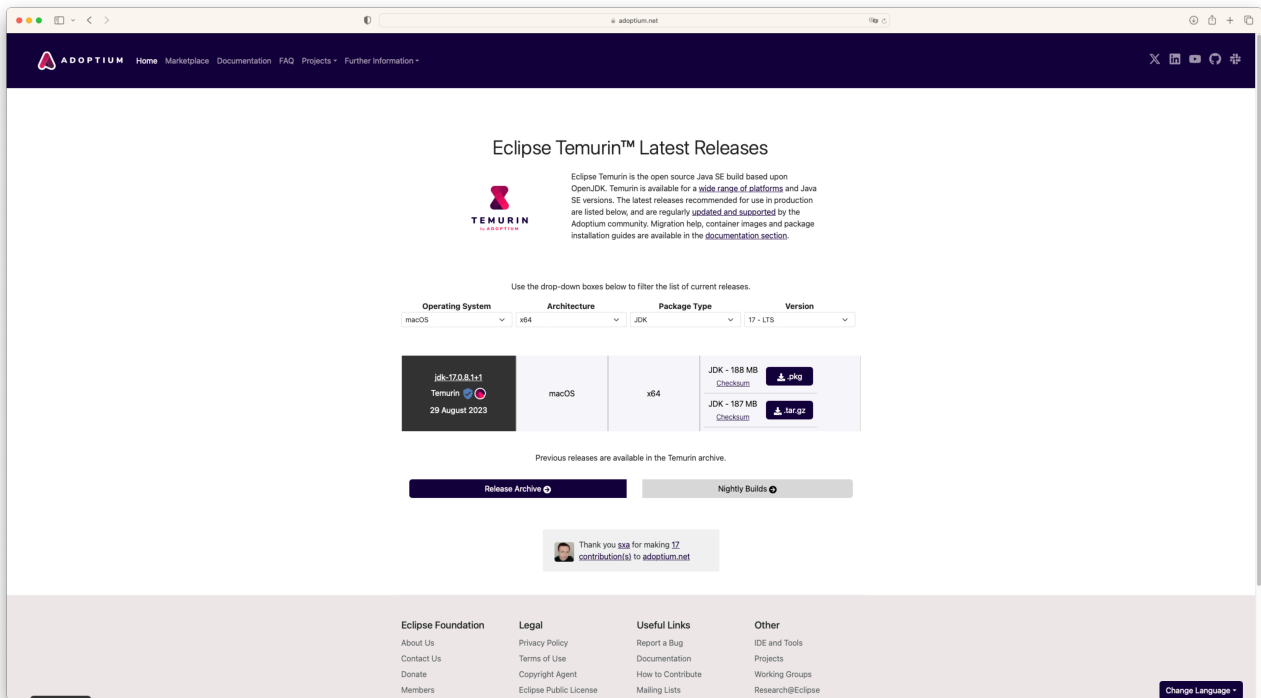 adoptium.net
ADOPTIUM Home Marketplace Documentation FAQ Projects Further Information
Eclipse Temurin™ Latest Releases
TEMURIN
by ADOPTIUM
Eclipse Temurin is the open source Java SE build based upon
OpenJDK. Temurin is available for a wide range of platforms and Java
SE versions. The latest releases recommended for use in production
are listed below, and are regularly updated and supported by the
Adoptium community. Migration help, container images and package
installation guides are available in the documentation section.
Use the drop-down boxes below to filter the list of current releases.
Operating System Architecture Package Type Version
macOS x64 JDK 17 - LTS
jdk-17.0.8.1+1
Temurin
29 August 2023
macOS
x64
JDK - 188 MB
Checksum
.pkg
JDK - 187 MB
Checksum
.tar.gz
Previous releases are available in the Temurin archive.
Release Archive Nightly Builds
Thank you sxa for making 17
contribution(s) to adoptium.net
Eclipse Foundation Legal Useful Links Other
About Us Privacy Policy Report a Bug IDE and Tools
Contact Us Terms of Use Documentation Projects
Donate Copyright Agent How to Contribute Working Groups
Members Eclipse Public License Mailing Lists Research@Eclipse
Change Language